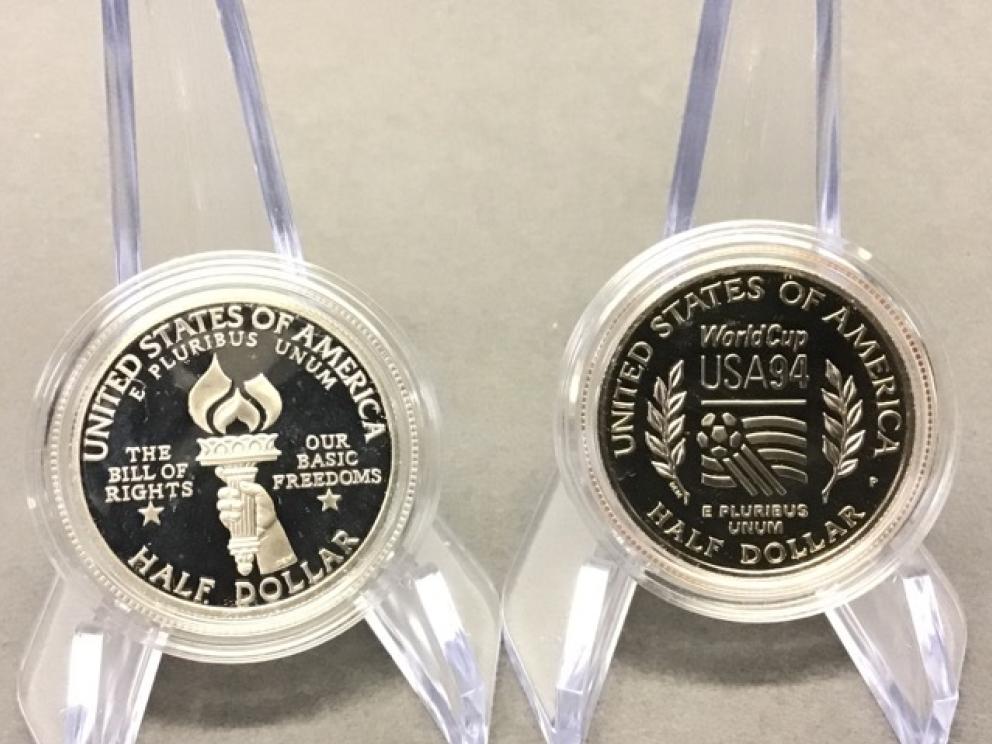 UNITED STATES OF AMERICA
E PLURIBUS UNUM
THE
BILL OF
RIGHTS
OUR
BASIC
FREEDOMS
HALF DOLLAR
UNITED STATES OF AMERICA
WorldCup
USA94
E PLURIBUS
UNUM
HALF DOLLAR
P